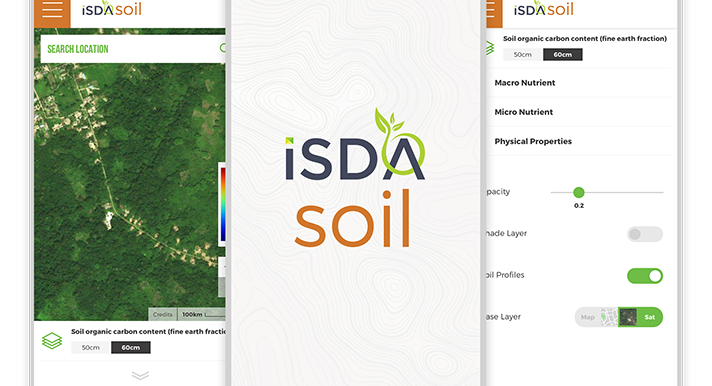 iSDAsoil
SEARCH LOCATION
Credits 100km
Soil organic carbon content (fine earth fractio
50cm 60cm
iSDA
soil
iSDAsoil
Soil organic carbon content (fine earth fraction)
50cm 60cm
Macro Nutrient
Micro Nutrient
Physical Properties
pacity
0.2
hade Layer
oil Profiles
ase Layer
Map Sat